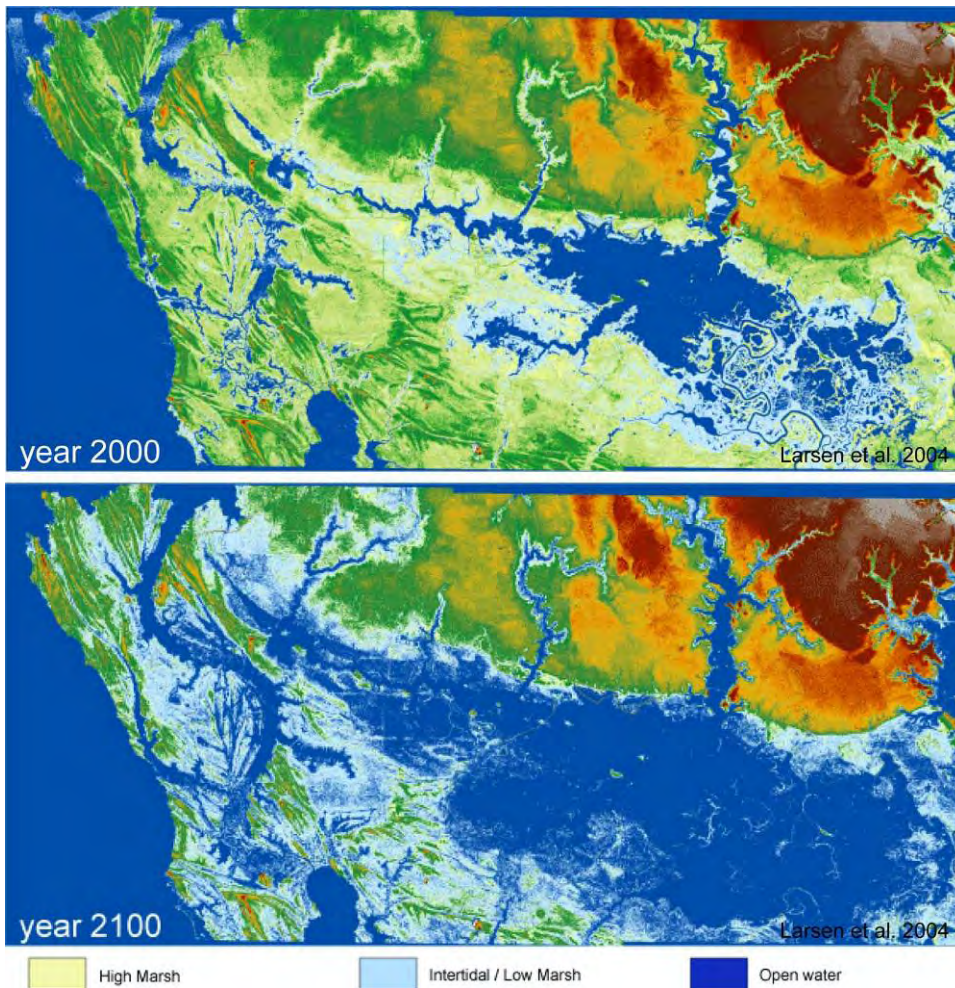 year 2000
Larsen et al. 2004
year 2100
Larsen et al. 2004
High Marsh
Intertidal / Low Marsh
Open water